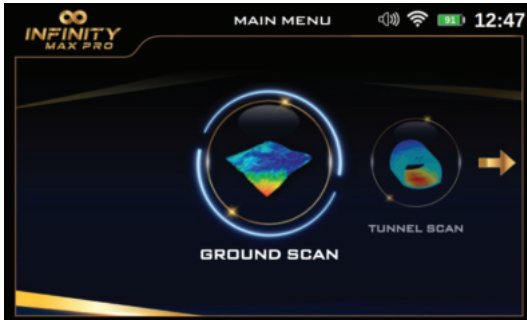 INFINITY
MAX PRO
MAIN MENU
91
12:47
GROUND SCAN
TUNNEL SCAN